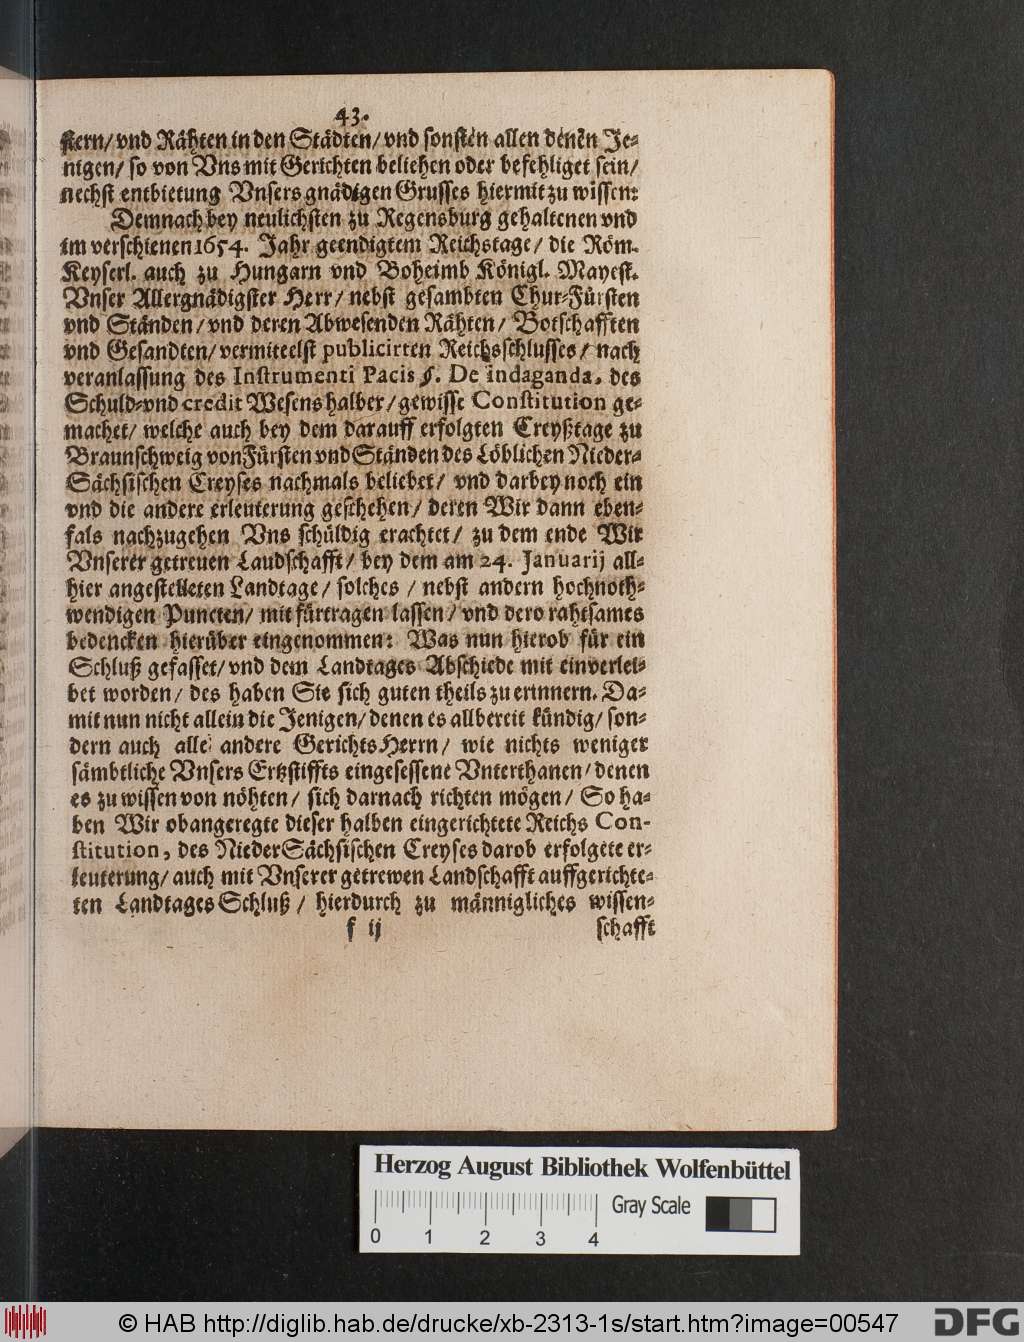 43.
stern/ vnd Rähten in den Städten/ vnd sonsten allen denen Je-
nigen/ so von Vns mit Gerichten beliehen oder befehliget sein/
nechst entbietung Vnsers gnädigen Grusses hiermit zu wissen:
Demnach bey neulichsten zu Regensburg gehaltenen vnd
im verschienen 1654. Jahr geendigtem Reichstage/ die Röm.
Keyserl. auch zu Hungarn vnd Boheimb Königl. Mayest.
Vnser Allergnädigster Herr/ nebst gesambten Chur-Fürsten
vnd Ständen/ vnd deren Abwesenden Rähten/ Botschafften
vnd Gesandten/ vermitelst publicirten Reichsschlusses/ nach
veranlassung des Instrumenti Pacis §. De indaganda, des
Schuld-vnd credit Wesens halber/ gewisse Constitution ge-
machet/ welche auch bey dem darauff erfolgten Creyßtage zu
Braunschweig von Fürsten vnd Ständen des Löblichen Nieder-
Sächsischen Creyses nachmals beliebet/ vnd darbey noch ein
vnd die andere erleuterung geschehen/ deren Wir dann eben-
fals nachzugehen Vns schüldig erachtet/ zu dem ende Wir
Vnserer getreuen Laudschafft/ bey dem am 24. Januarij all-
hier angestelleten Landtage/ solches/ nebst andern hochnoth-
wendigen Puncten/ mit fürtragen lassen/ vnd dero rahtsames
bedencken hierüber eingenommen: Was nun hierob für ein
Schluß gefasset/ vnd dem Landtages Abschiede mit einverlei-
bet worden/ des haben Sie sich guten theils zu erinnern. Da-
mit nun nicht allein die Jenigen/ denen es allbereit kündig/ son-
dern auch alle andere GerichtsHerrn/ wie nichts weniger
sämbtliche Vnsers Ertzstiffts eingesessene Vnterthanen/ denen
es zu wissen von nöhten/ sich darnach richten mögen/ So ha-
ben Wir obangeregte dieser halben eingerichtete Reichs Con-
stitution, des NiederSächsischen Creyses darob erfolgete er-
leuterung/ auch mit Vnserer getrewen Landschafft auffgerichte-
ten Landtages Schluß/ hierdurch zu männigliches wissen-
f ij schafft
Herzog August Bibliothek Wolfenbüttel
0 1 2 3 4 Gray Scale
© HAB http://diglib.hab.de/drucke/xb-2313-1s/start.htm?image=00547
DFG